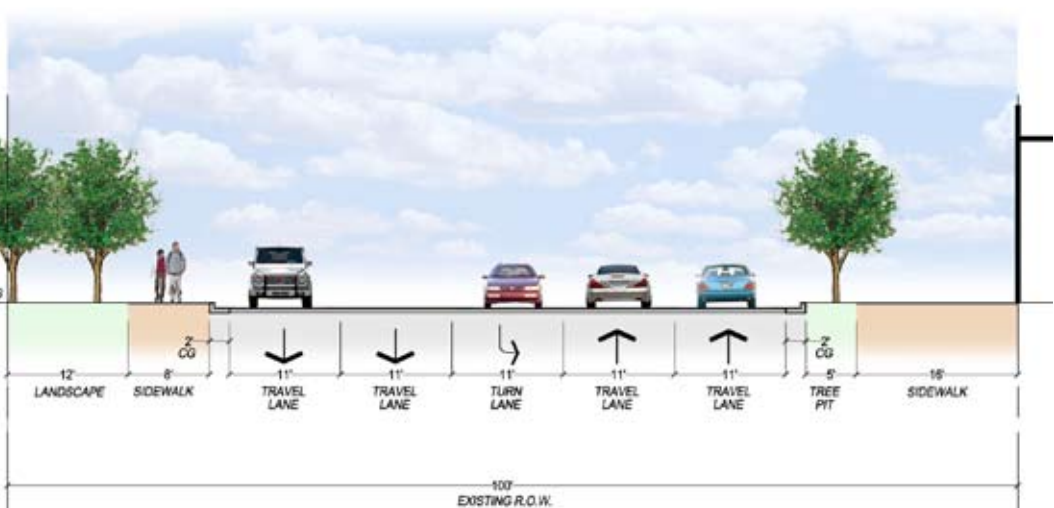 2'
CG
2'
CG
12'
8'
11'
11'
11'
11'
11'
5'
16'
LANDSCAPE
SIDEWALK
TRAVEL
LANE
TRAVEL
LANE
TURN
LANE
TRAVEL
LANE
TRAVEL
LANE
TREE
PIT
SIDEWALK
100'
EXISTING R.O.W.